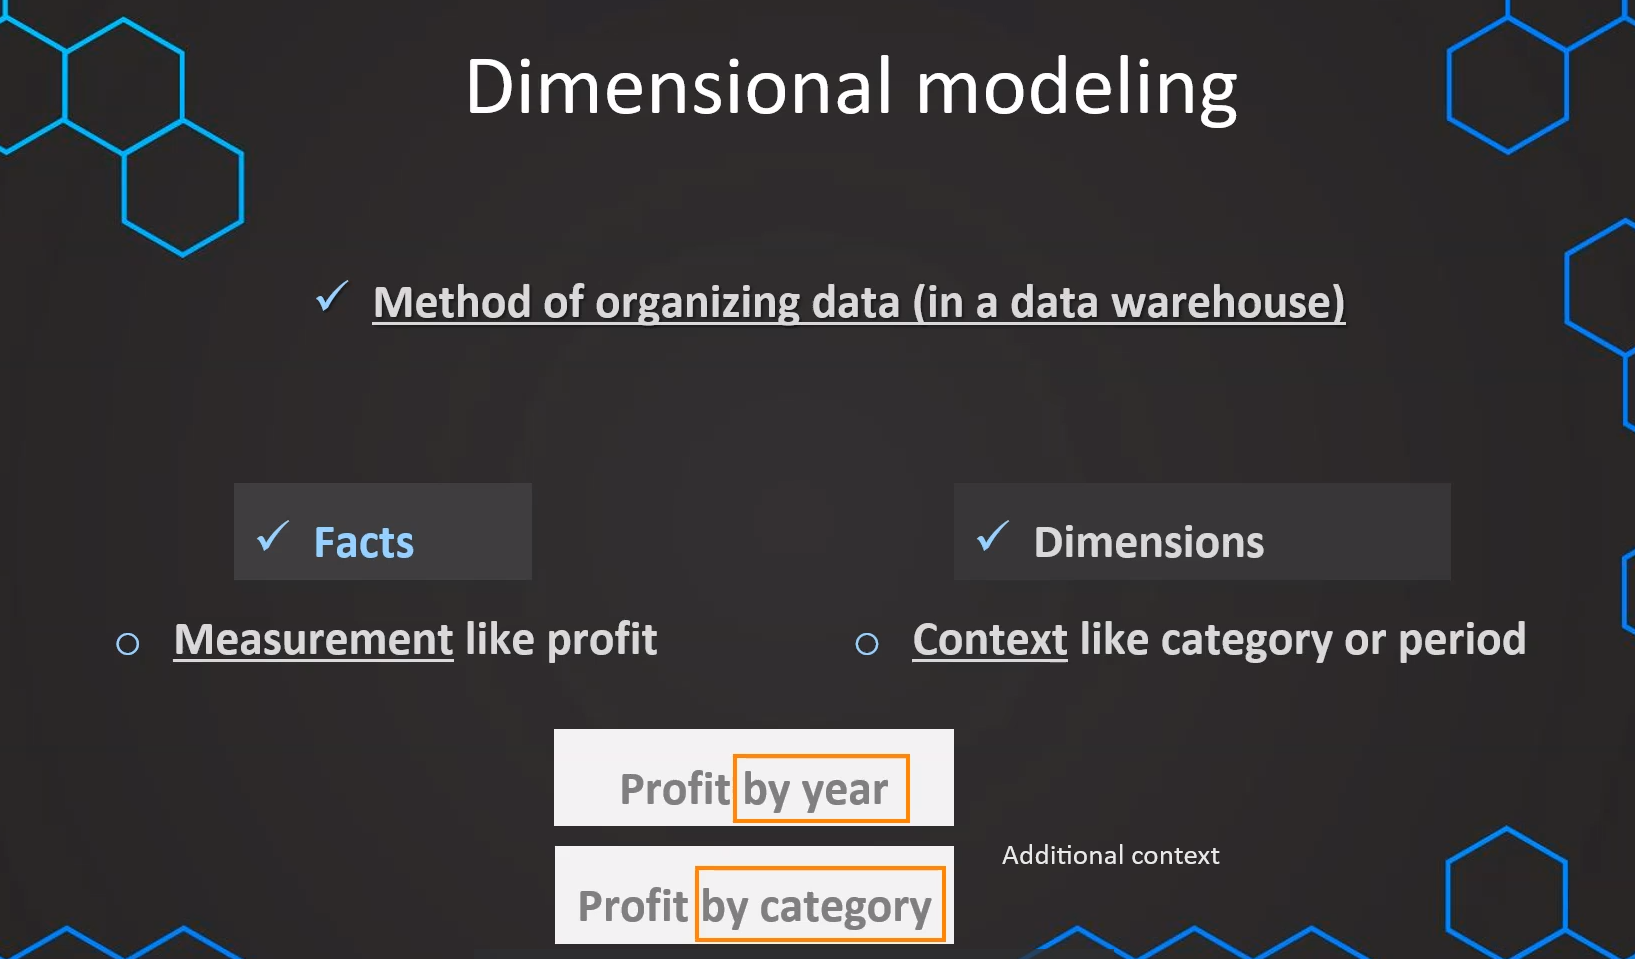 Dimensional modeling
Method of organizing data (in a data warehouse)
Facts
Dimensions
Measurement like profit
Context like category or period
Profit by year
Additional context
Profit by category